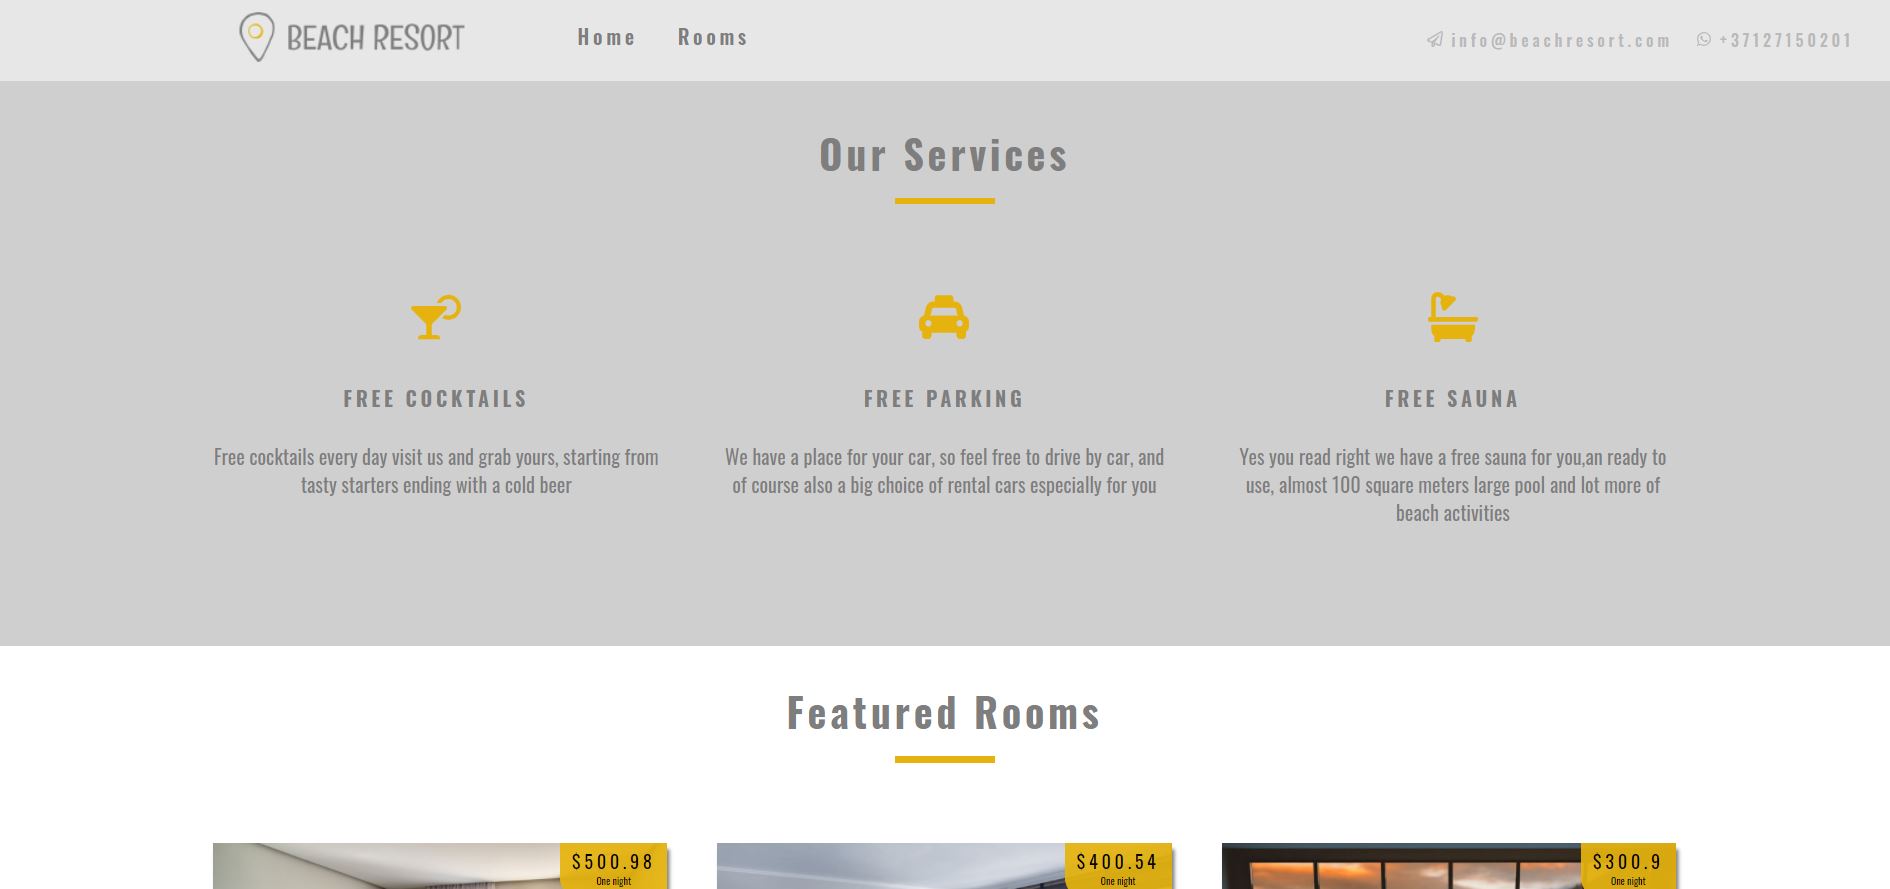 BEACH RESORT
Home Rooms
info@beachresort.com +37127150201
Our Services
FREE COCKTAILS
Free cocktails every day visit us and grab yours, starting from
tasty starters ending with a cold beer
FREE PARKING
We have a place for your car, so feel free to drive by car, and
of course also a big choice of rental cars especially for you
FREE SAUNA
Yes you read right we have a free sauna for you,an ready to
use, almost 100 square meters large pool and lot more of
beach activities
Featured Rooms
$500.98
One night
$400.54
One night
$300.9
One night